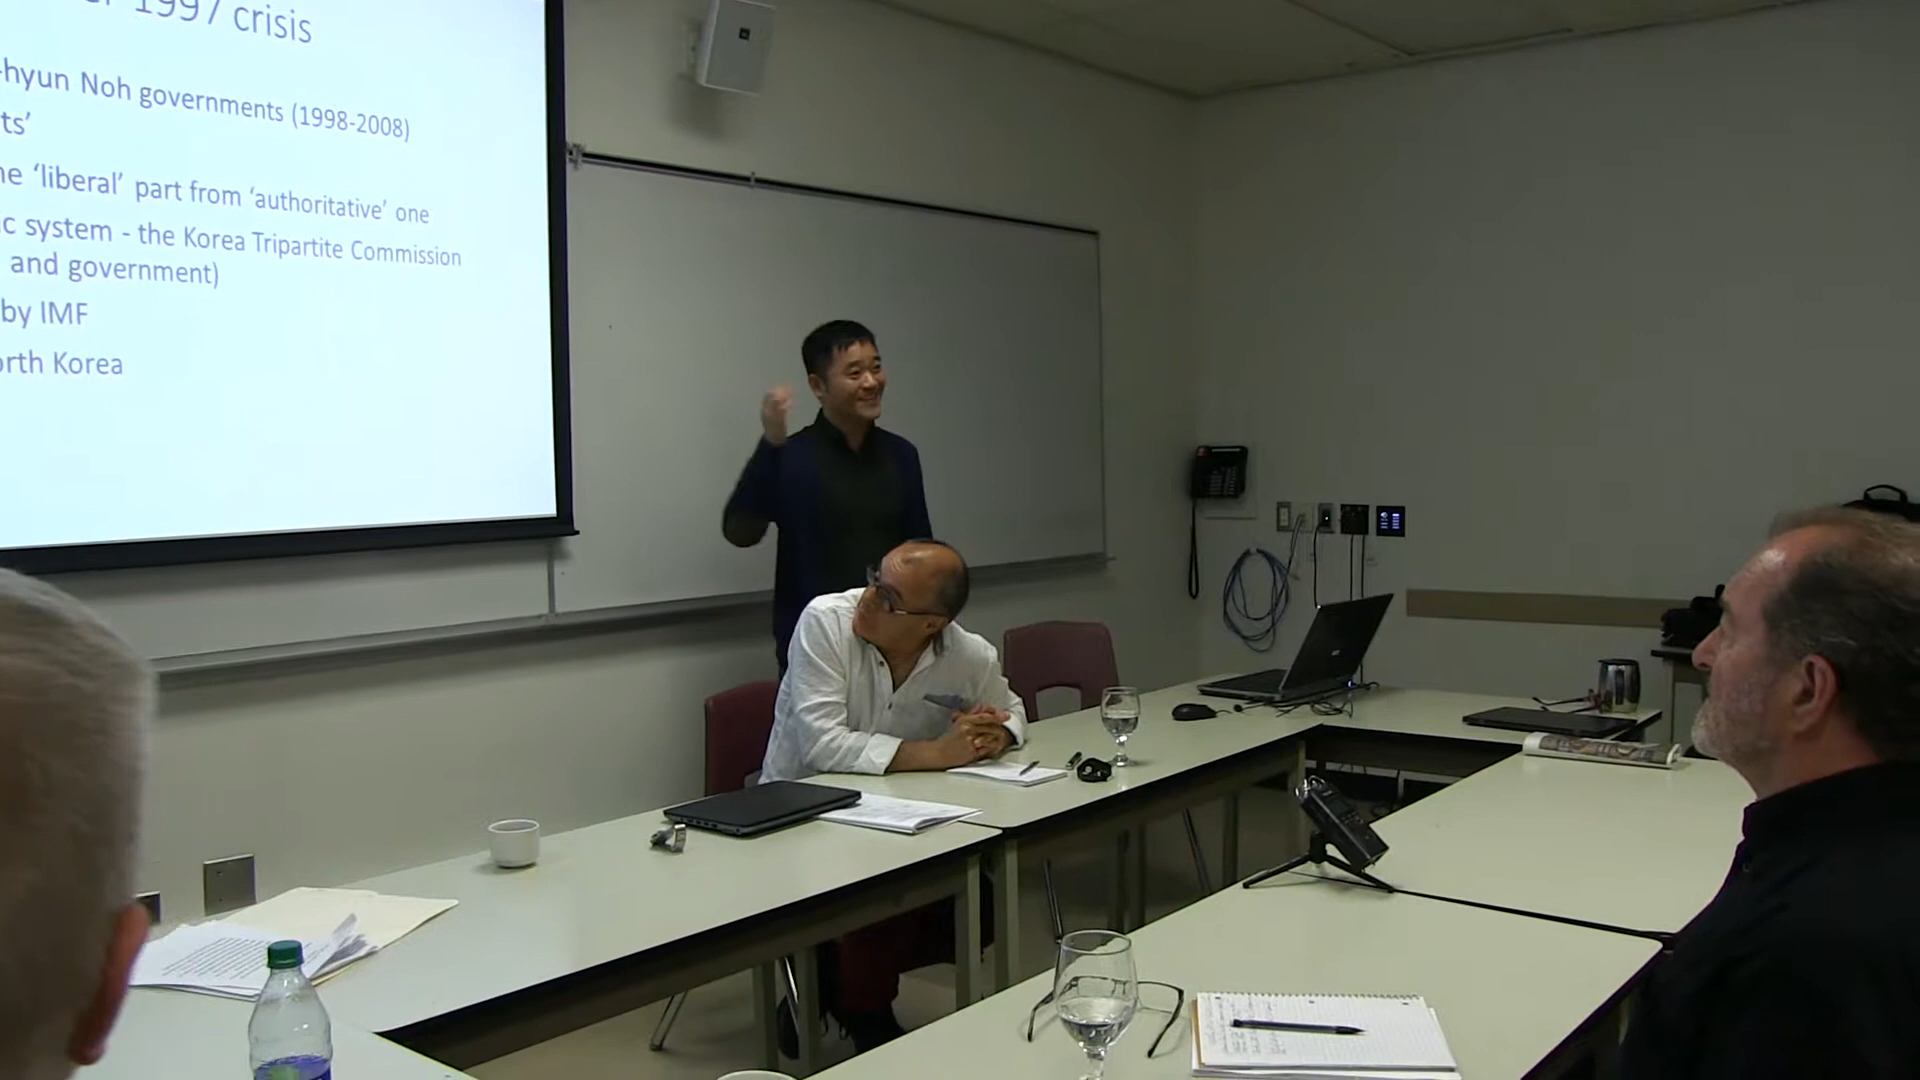 1997 crisis
-hyun Noh governments (1998-2008)
ts’
he ‘liberal’ part from ‘authoritative’ one
ic system - the Korea Tripartite Commission
and government)
by IMF
orth Korea